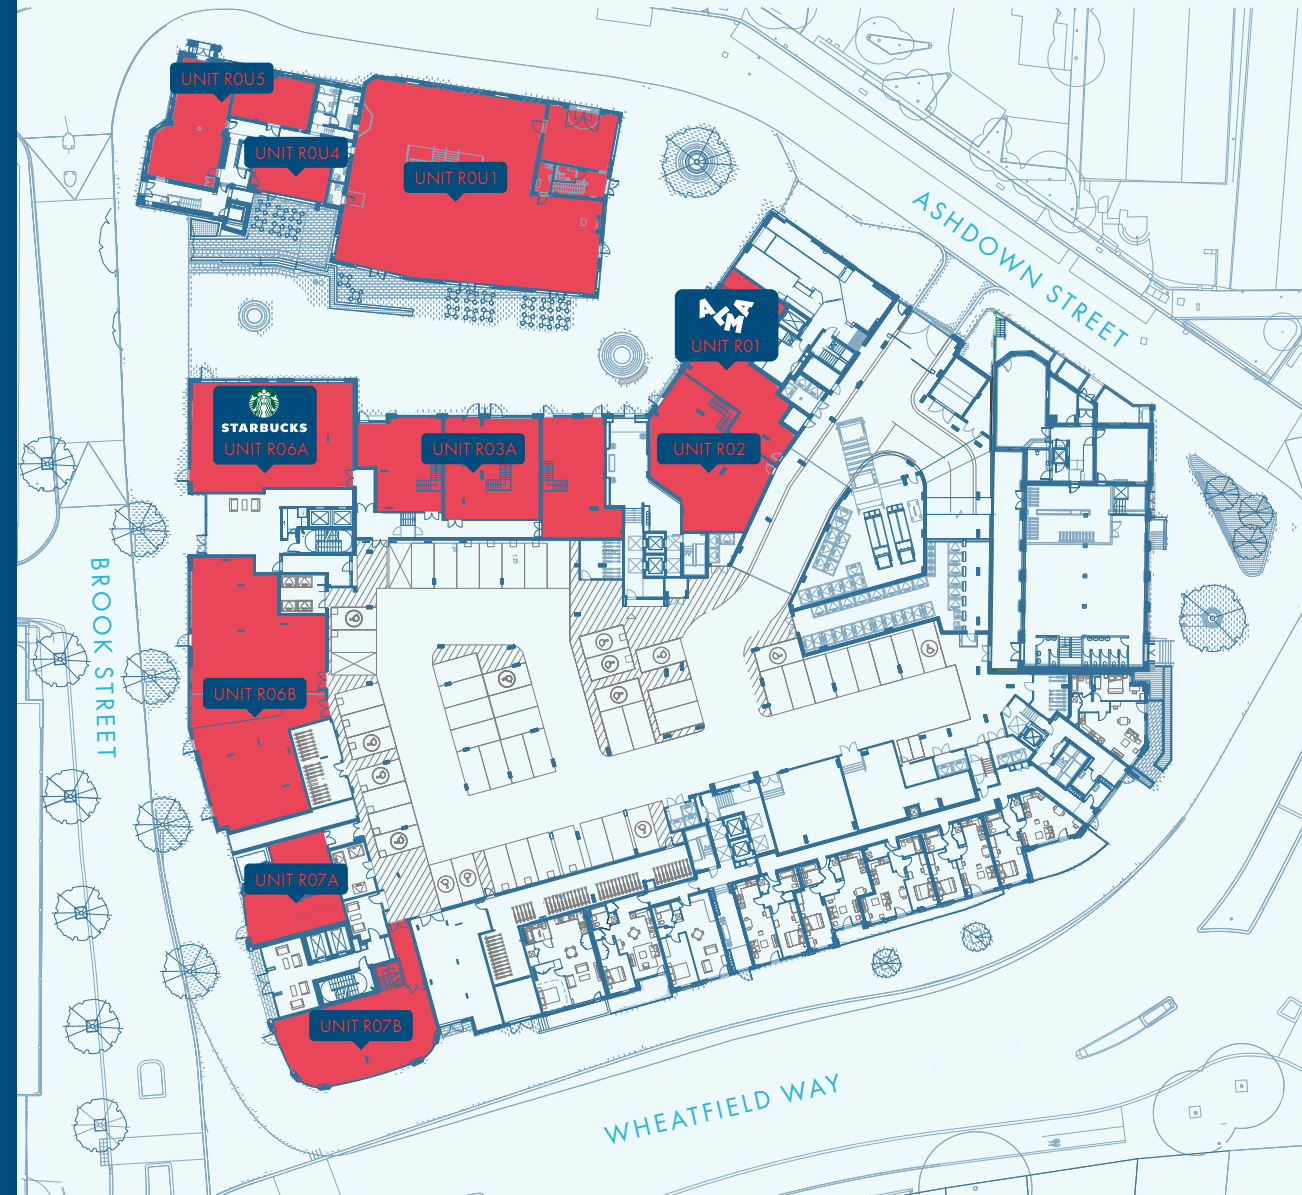 UNIT R0U5
UNIT R0U4
UNIT R0U1
ASHDOWN STREET
ALMA
UNIT R01
STARBUCKS
UNIT R06A
UNIT R03A
UNIT R02
BROOK STREET
UNIT R06B
UNIT R07A
UNIT R07B
WHEATFIELD WAY